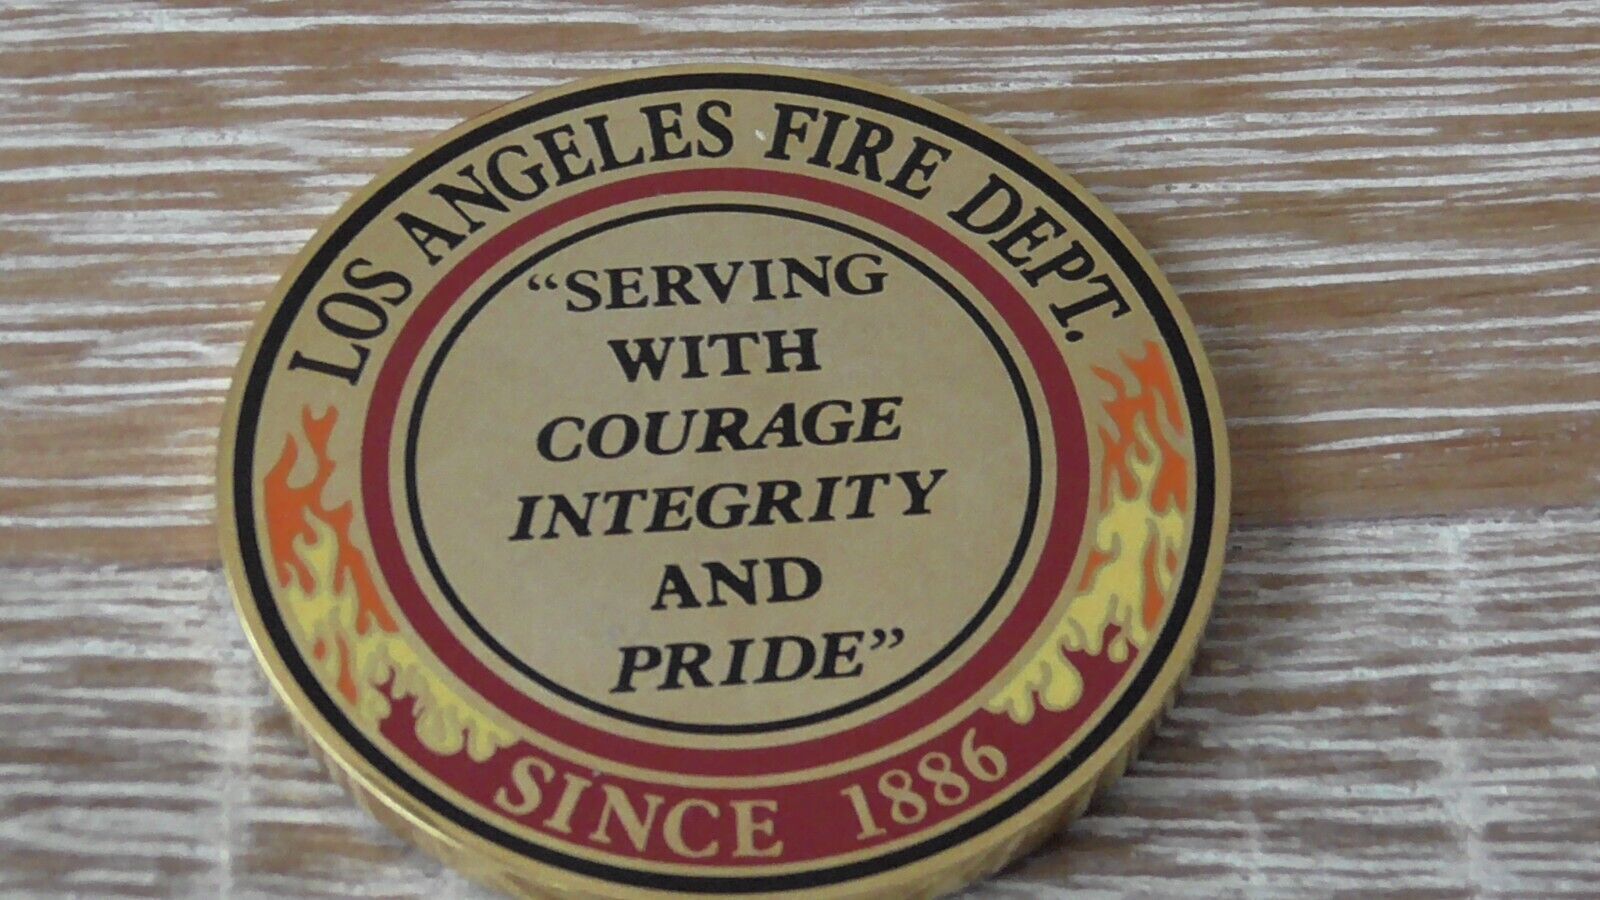 LOS ANGELES FIRE DEPT.
“SERVING
WITH
COURAGE
INTEGRITY
AND
PRIDE”
SINCE 1886